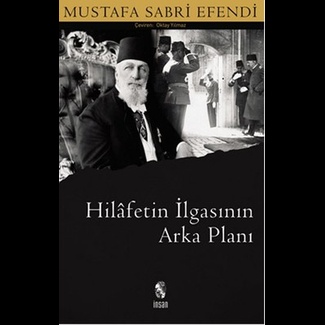 MUSTAFA SABRİ EFENDİ
Çeviren: Oktay Yılmaz
Hilâfetin İlgasının
Arka Planı
insan